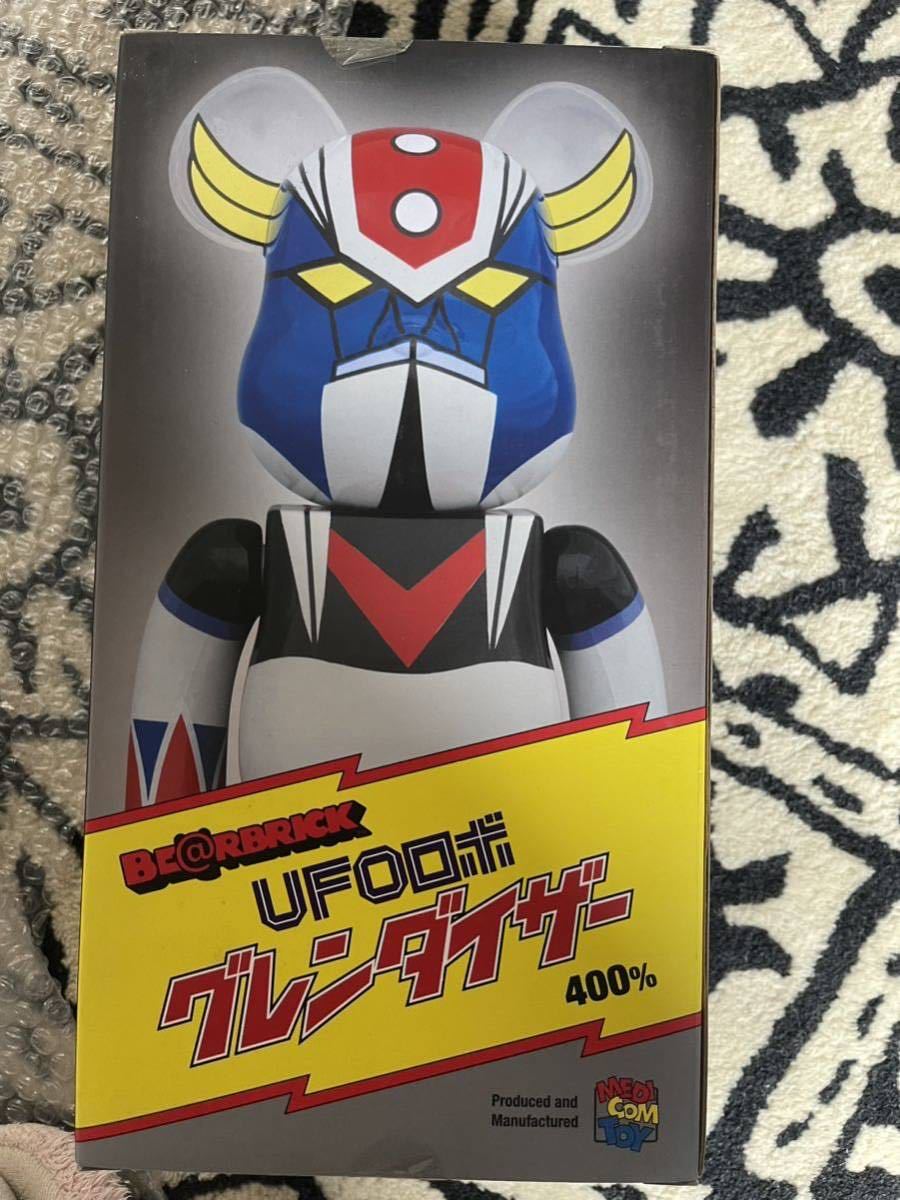 BE@RBRICK
UFOロボ
グレンダイザー
400%
Produced and
Manufactured
MEDI
COM
TOY